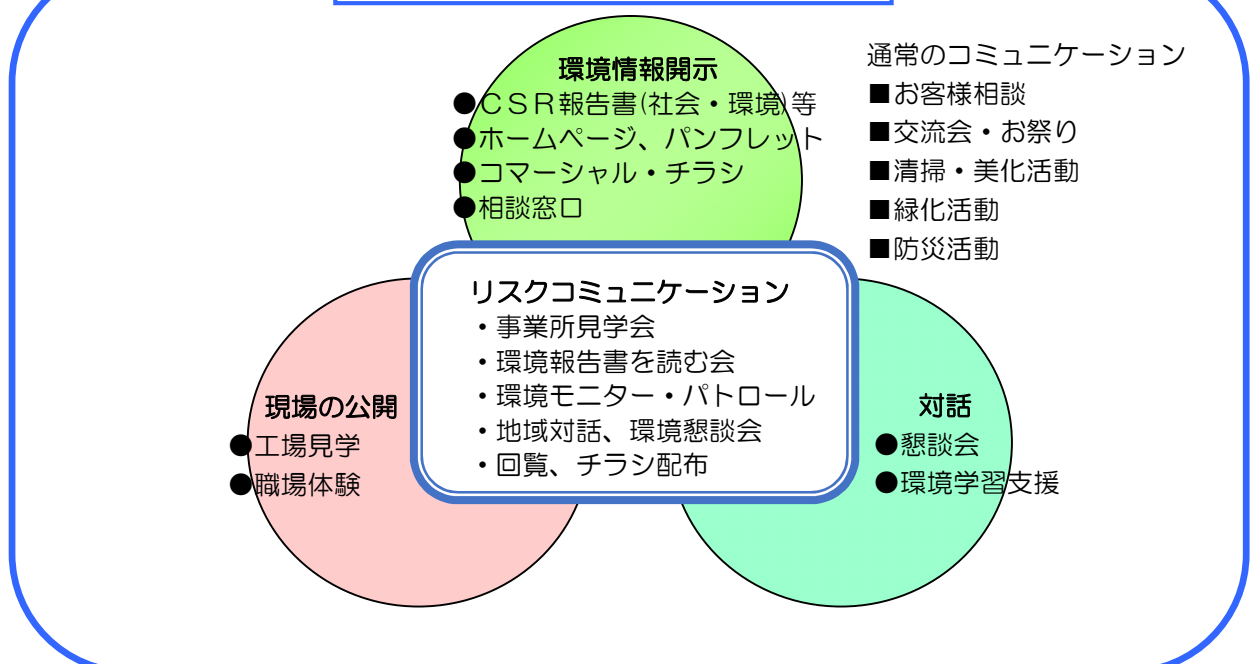 環境情報開示
●ＣＳＲ報告書(社会・環境)等
●ホームページ、パンフレット
●コマーシャル・チラシ
●相談窓口
通常のコミュニケーション
■お客様相談
■交流会・お祭り
■清掃・美化活動
■緑化活動
■防災活動
リスクコミュニケーション
・事業所見学会
・環境報告書を読む会
・環境モニター・パトロール
・地域対話、環境懇談会
・回覧、チラシ配布
現場の公開
●工場見学
●職場体験
対話
●懇談会
●環境学習支援